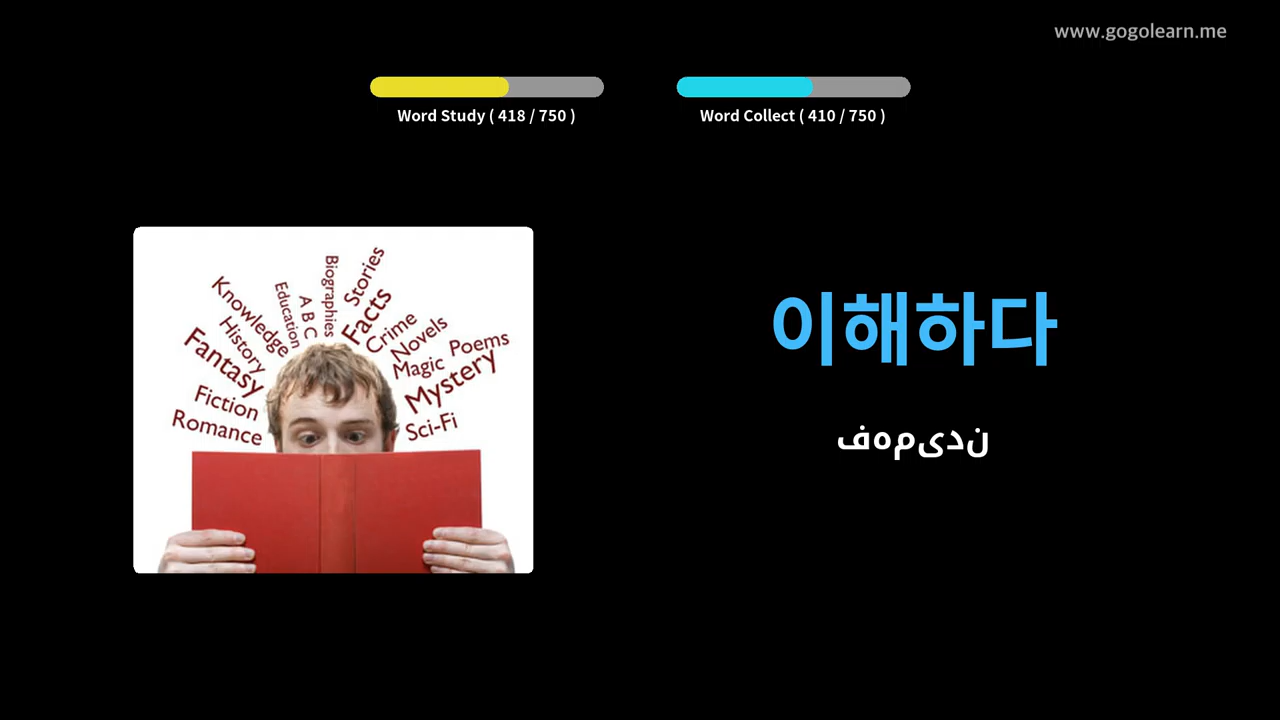 www.gogolearn.me
Word Study ( 418 / 750 )
Word Collect ( 410 / 750 )
Knowledge
History
Fantasy
Fiction
Romance
Education
A B C
Biographies
Stories
Facts
Crime
Novels
Magic
Poems
Mystery
Sci-Fi
이해하다
فهمیدن